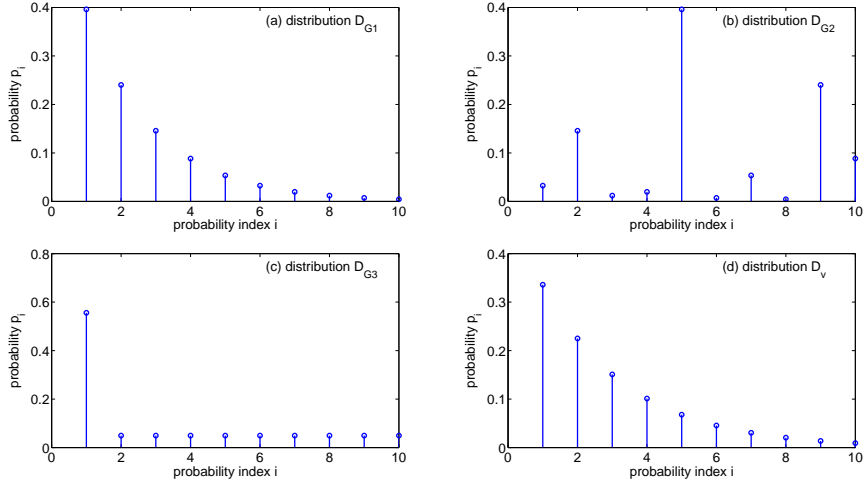 (a) distribution D_G1
probability p_i
0.4
0.3
0.2
0.1
0
0 2 4 6 8 10
probability index i
(b) distribution D_G2
probability p_i
0.4
0.3
0.2
0.1
0
0 2 4 6 8 10
probability index i
(c) distribution D_G3
probability p_i
0.8
0.6
0.4
0.2
0
0 2 4 6 8 10
probability index i
(d) distribution D_v
probability p_i
0.4
0.3
0.2
0.1
0
0 2 4 6 8 10
probability index i